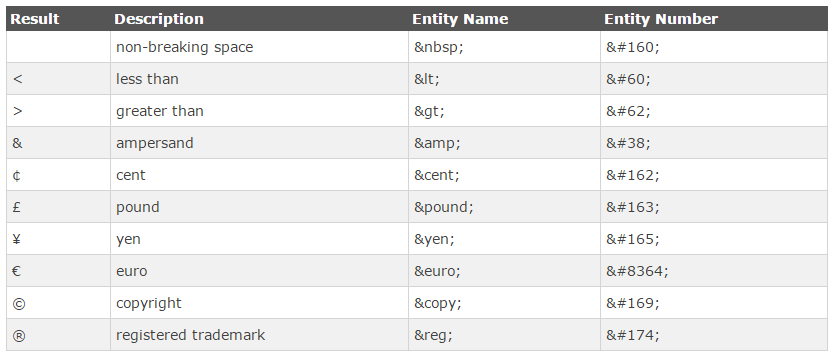 Result Description Entity Name Entity Number
non-breaking space &nbsp; &#160;
< less than &lt; &#60;
> greater than &gt; &#62;
& ampersand &amp; &#38;
¢ cent &cent; &#162;
£ pound &pound; &#163;
¥ yen &yen; &#165;
€ euro &euro; &#8364;
© copyright &copy; &#169;
® registered trademark &reg; &#174;